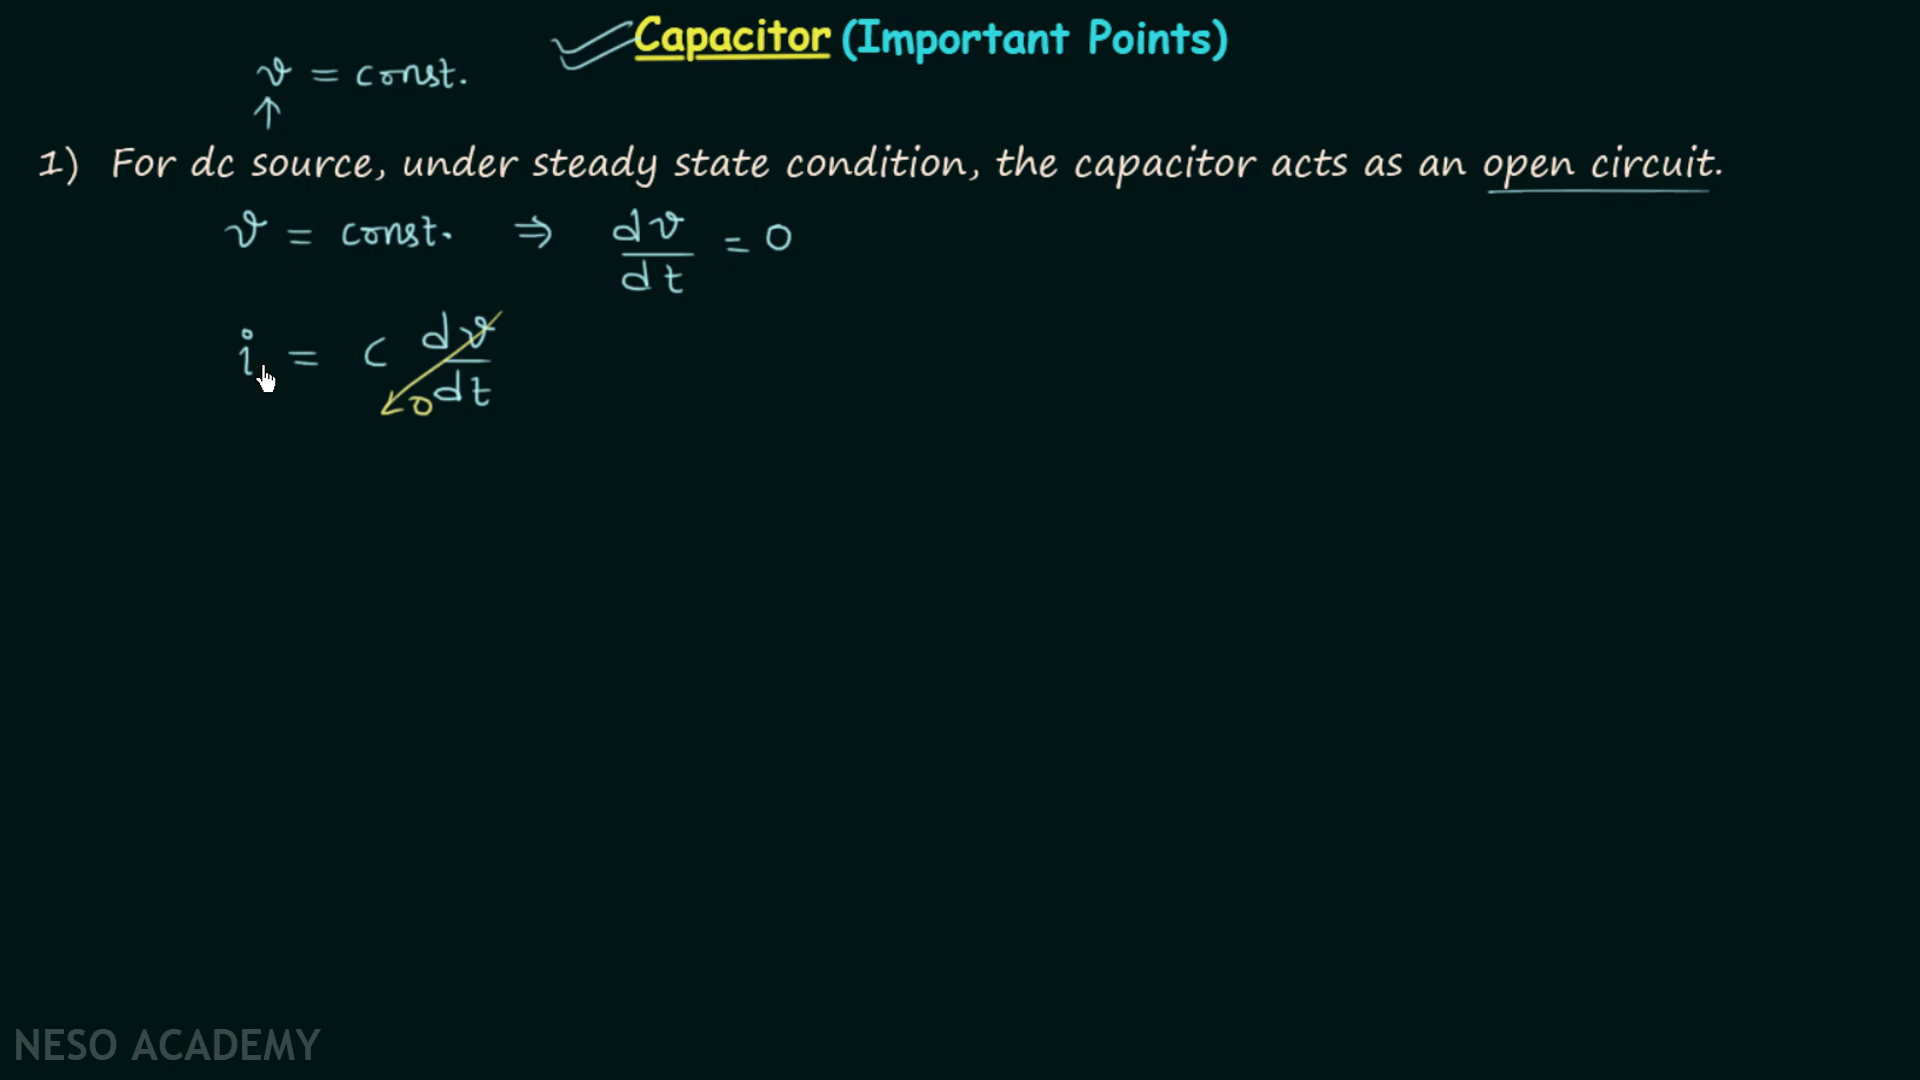 Capacitor (Important Points)
v = const.
↑
1) For dc source, under steady state condition, the capacitor acts as an open circuit.
v = const. ⇒ dv/dt = 0
i = c dv/dt
0
NESO ACADEMY